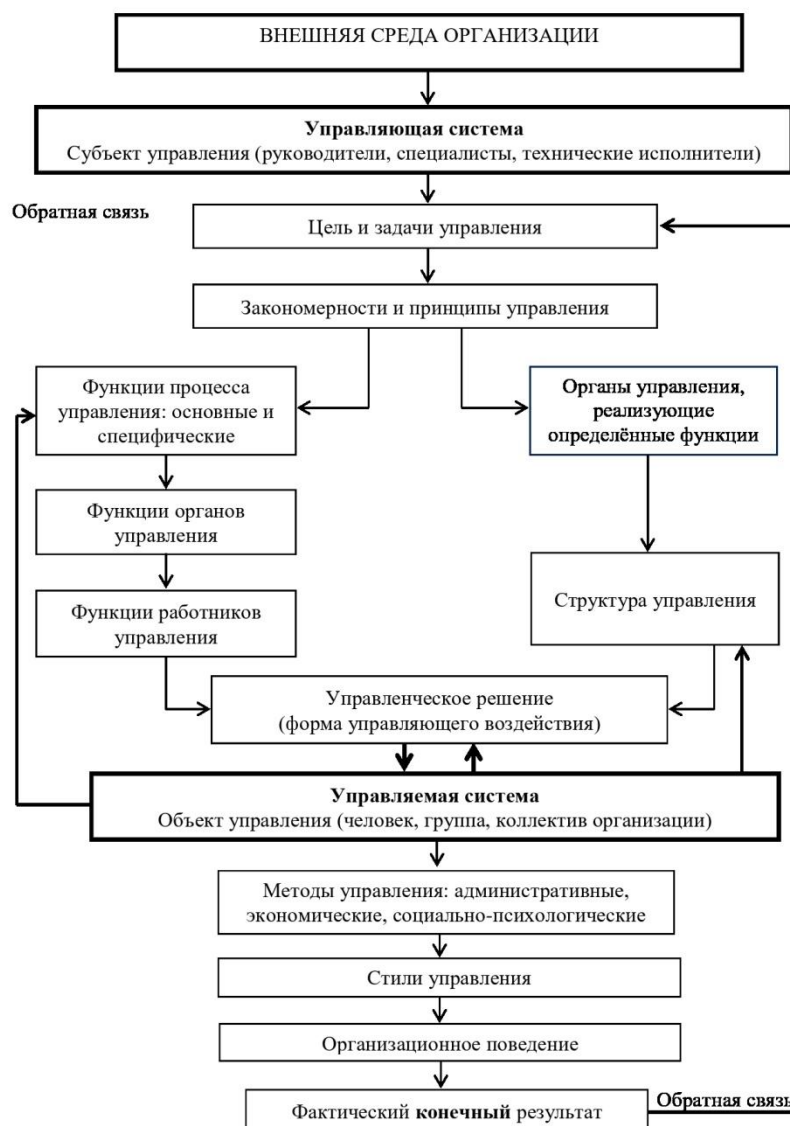 ВНЕШНЯЯ СРЕДА ОРГАНИЗАЦИИ
Управляющая система
Субъект управления (руководители, специалисты, технические исполнители)
Обратная связь
Цель и задачи управления
Закономерности и принципы управления
Функции процесса
управления: основные и
специфические
Органы управления,
реализующие
определённые функции
Функции органов
управления
Функции работников
управления
Структура управления
Управленческое решение
(форма управляющего воздействия)
Управляемая система
Объект управления (человек, группа, коллектив организации)
Методы управления: административные,
экономические, социально-психологические
Стили управления
Организационное поведение
Фактический конечный результат
Обратная связь